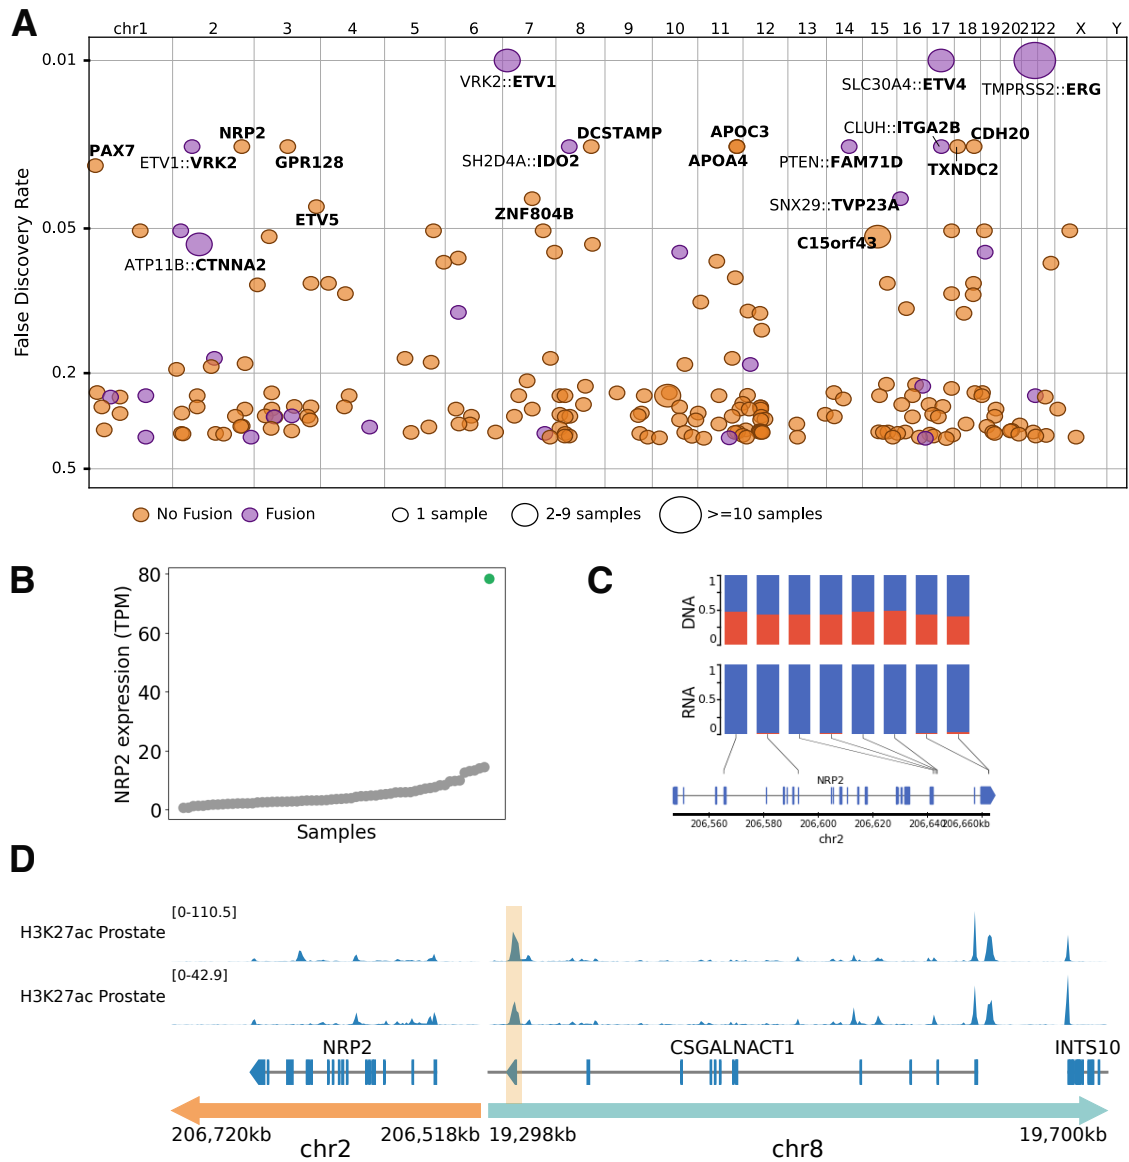 A
chr1 2 3 4 5 6 7 8 9 10 11 12 13 14 15 16 17 18 19 20 21 22 X Y
0.01
VRK2::ETV1
SLC30A4::ETV4
TMPRSS2::ERG
CLUH::ITGA2B
NRP2
DCSTAMP
APOC3
CDH20
PAX7
ETV1::VRK2
GPR128
SH2D4A::IDO2
APOA4
PTEN::FAM71D
TXNDC2
SNX29::TVP23A
ETV5
ZNF804B
0.05
C15orf43
ATP11B::CTNNA2
False Discovery Rate
0.2
0.5
No Fusion
Fusion
1 sample
2-9 samples
>=10 samples
B
NRP2 expression (TPM)
80
60
40
20
0
Samples
C
DNA
1
0.5
0
RNA
1
0.5
0
NRP2
206,560 206,580 206,600 206,620 206,640 206,660kb
chr2
D
[0-110.5]
H3K27ac Prostate
[0-42.9]
H3K27ac Prostate
NRP2 CSGALNACT1 INTS10
206,720kb 206,518kb 19,298kb 19,700kb
chr2 chr8